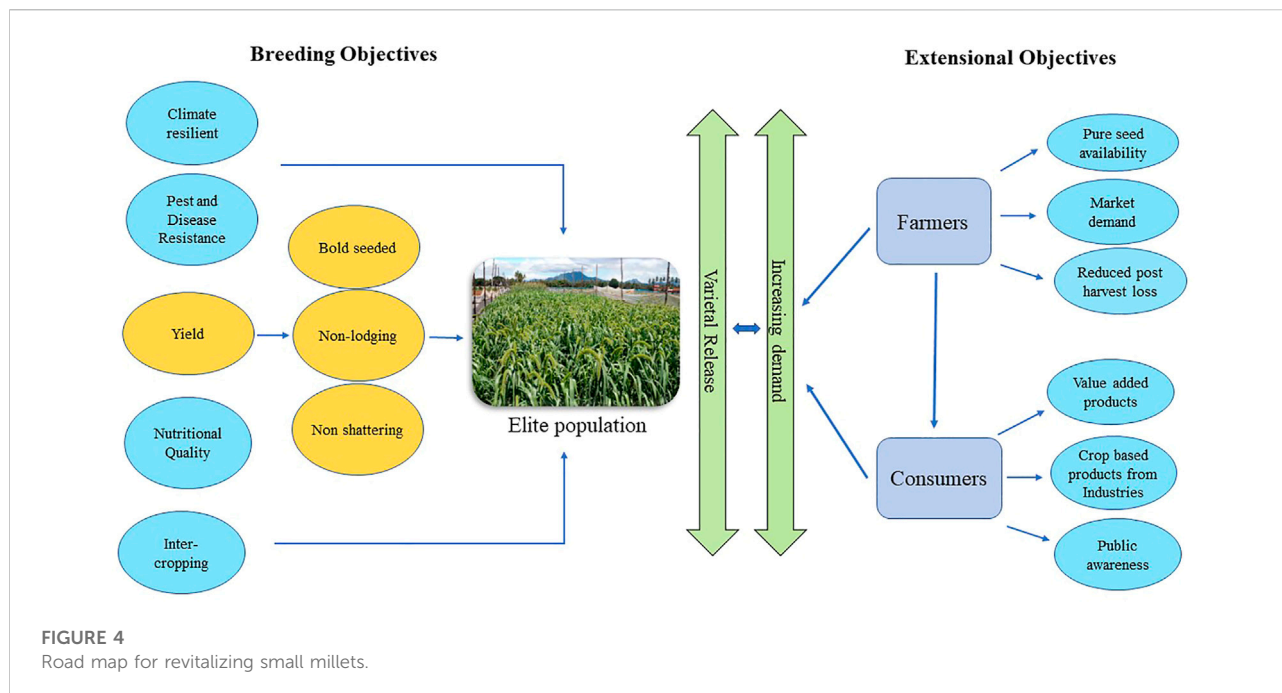 Breeding Objectives
Climate
resilient
Pest and
Disease
Resistance
Yield
Nutritional
Quality
Inter-
cropping
Bold seeded
Non-lodging
Non shattering
Elite population
Varietal Release
Increasing demand
Extensional Objectives
Farmers
Pure seed
availability
Market
demand
Reduced post
harvest loss
Consumers
Value added
products
Crop based
products from
Industries
Public
awareness
FIGURE 4
Road map for revitalizing small millets.